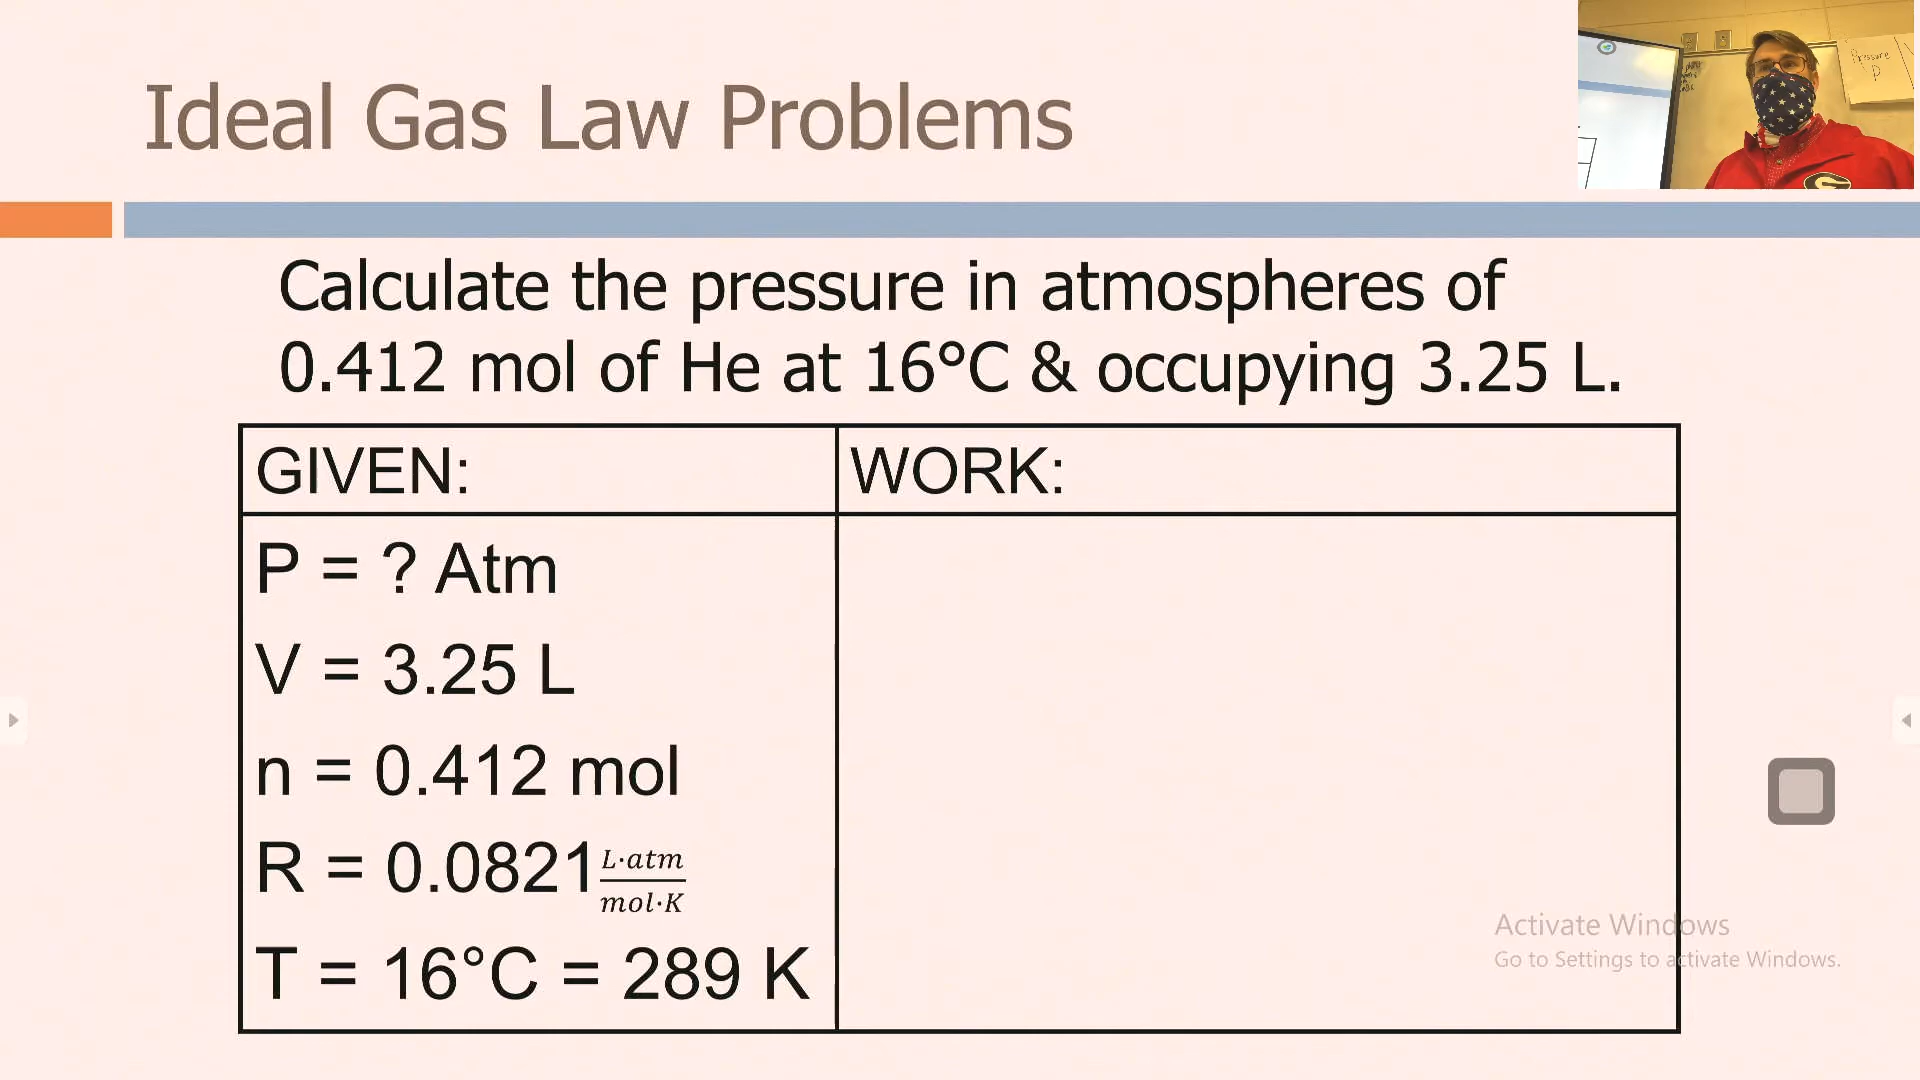 Ideal Gas Law Problems
Pressure
P
Calculate the pressure in atmospheres of
0.412 mol of He at 16°C & occupying 3.25 L.
GIVEN:
WORK:
P = ? Atm
V = 3.25 L
n = 0.412 mol
R = 0.0821 L·atm/mol·K
T = 16°C = 289 K
Activate Windows
Go to Settings to activate Windows.